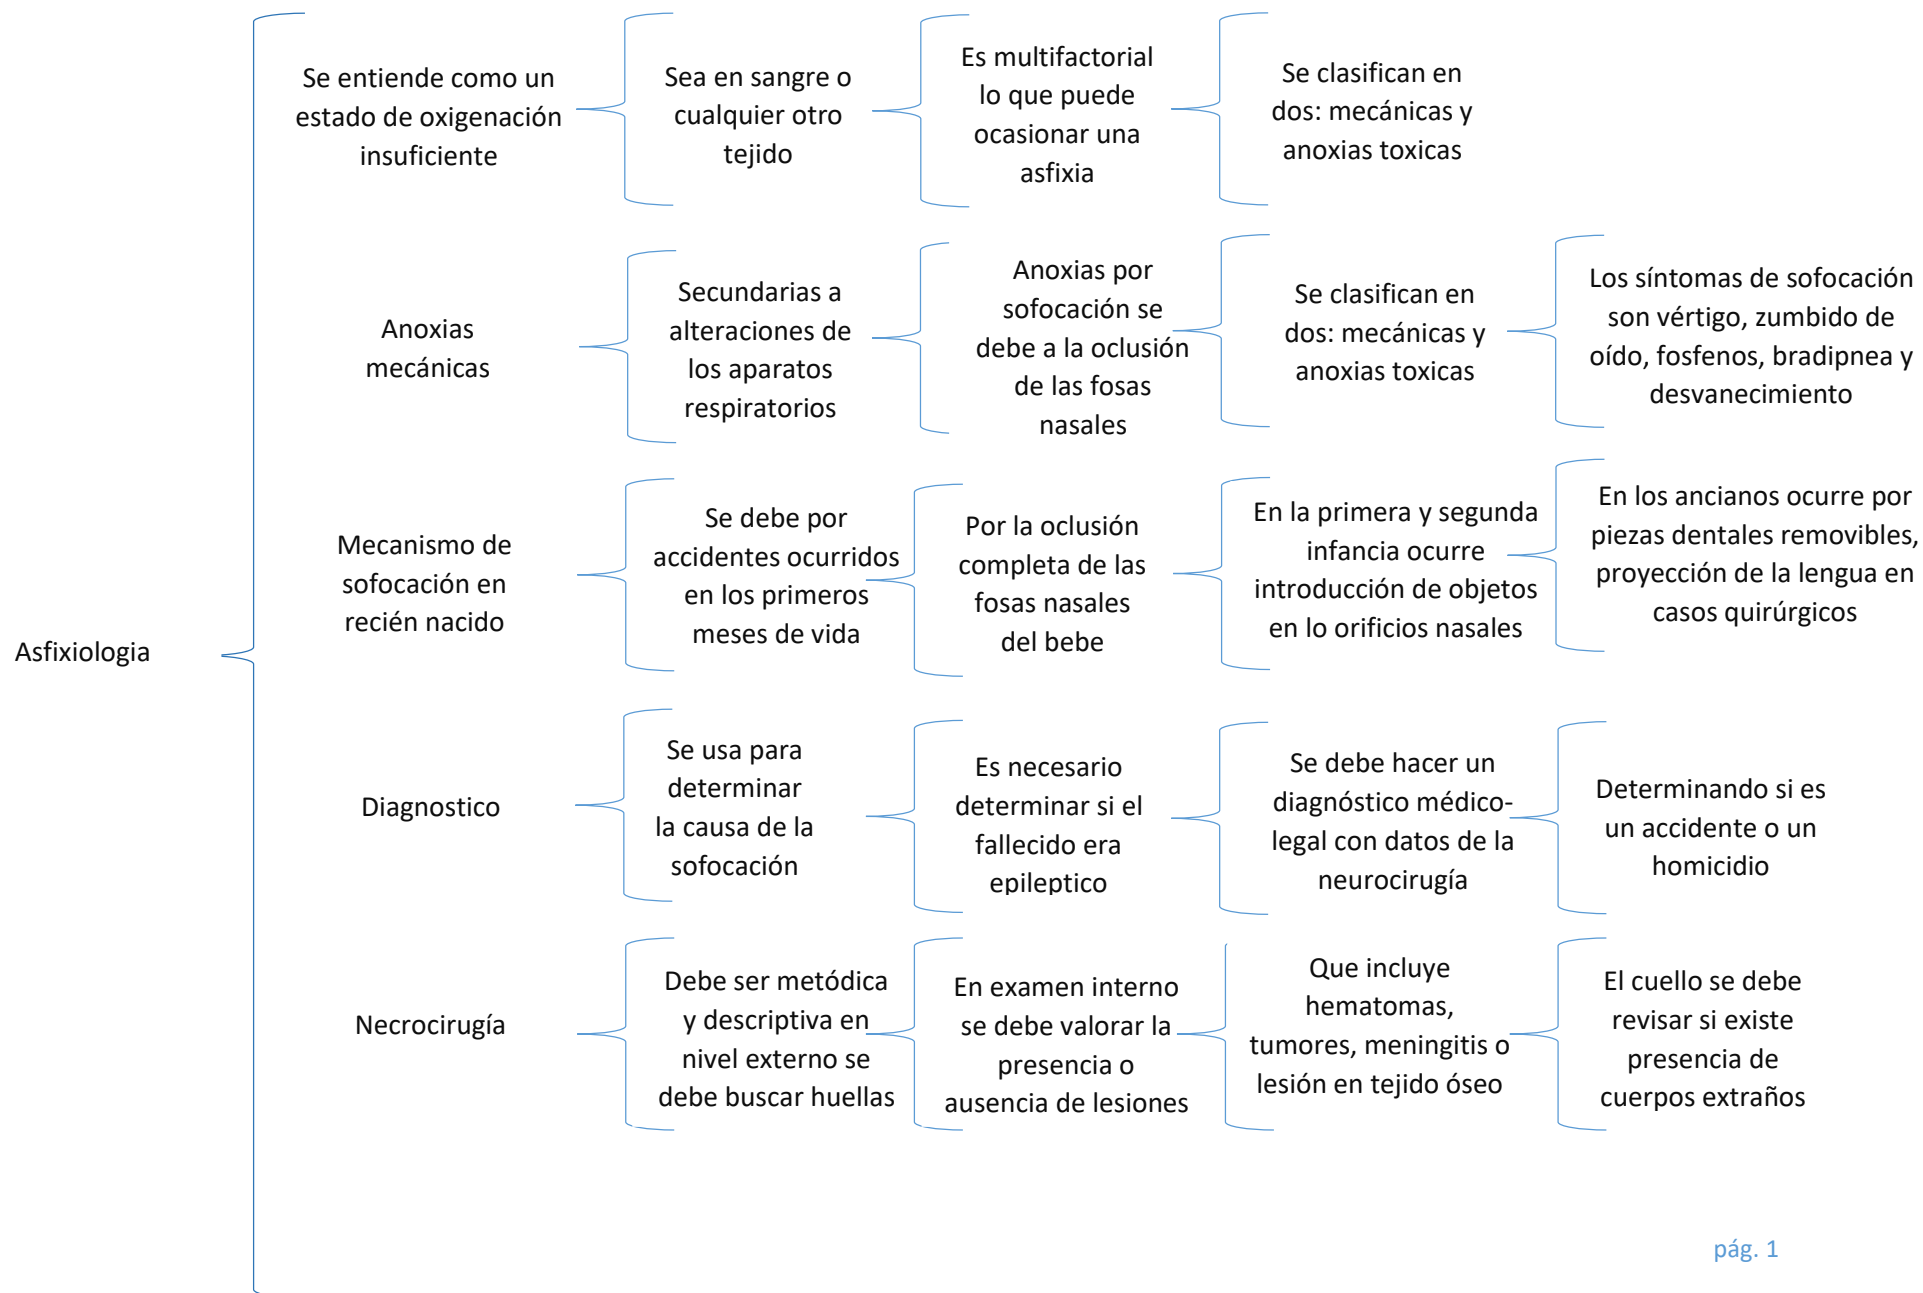 Se entiende como un
estado de oxigenación
insuficiente
Sea en sangre o
cualquier otro
tejido
Es multifactorial
lo que puede
ocasionar una
asfixia
Se clasifican en
dos: mecánicas y
anoxias toxicas
Anoxias
mecánicas
Secundarias a
alteraciones de
los aparatos
respiratorios
Anoxias por
sofocación se
debe a la oclusión
de las fosas
nasales
Se clasifican en
dos: mecánicas y
anoxias toxicas
Los síntomas de sofocación
son vértigo, zumbido de
oído, fosfenos, bradipnea y
desvanecimiento
Asfixiologia
Mecanismo de
sofocación en
recién nacido
Se debe por
accidentes ocurridos
en los primeros
meses de vida
Por la oclusión
completa de las
fosas nasales
del bebe
En la primera y segunda
infancia ocurre
introducción de objetos
en lo orificios nasales
En los ancianos ocurre por
piezas dentales removibles,
proyección de la lengua en
casos quirúrgicos
Diagnostico
Se usa para
determinar
la causa de la
sofocación
Es necesario
determinar si el
fallecido era
epileptico
Se debe hacer un
diagnóstico médico-
legal con datos de la
neurocirugía
Determinando si es
un accidente o un
homicidio
Necrocirugía
Debe ser metódica
y descriptiva en
nivel externo se
debe buscar huellas
En examen interno
se debe valorar la
presencia o
ausencia de lesiones
Que incluye
hematomas,
tumores, meningitis o
lesión en tejido óseo
El cuello se debe
revisar si existe
presencia de
cuerpos extraños
pág. 1